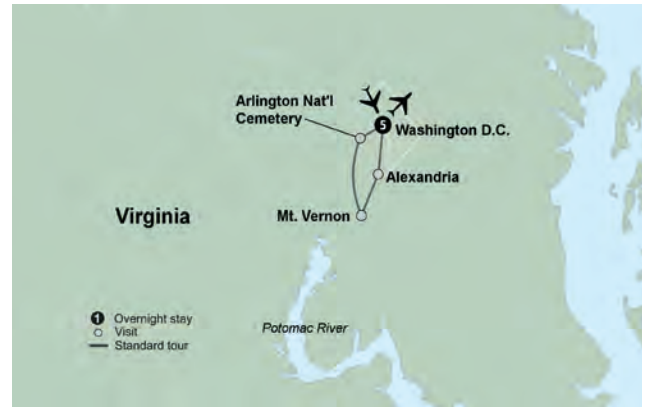 Arlington Nat'l
Cemetery
5
Washington D.C.
Alexandria
Mt. Vernon
Virginia
1 Overnight stay
Visit
Standard tour
Potomac River